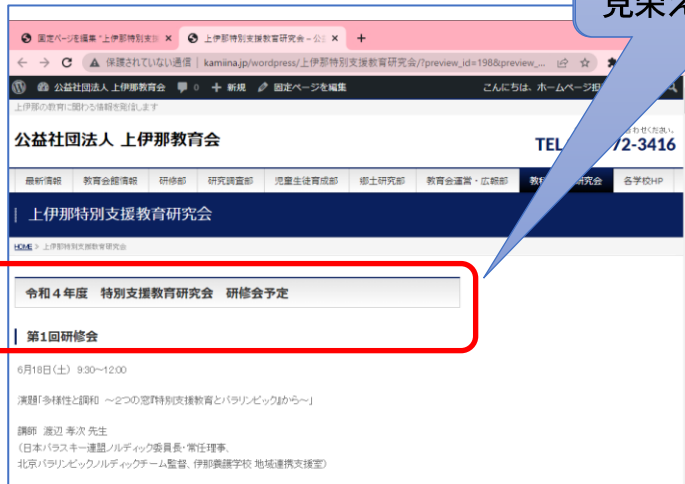 見栄え
固定ページを編集 "上伊那特別支援
上伊那特別支援教育研究会 – 公益
保護されていない通信 | kamiina.jp/wordpress/上伊那特別支援教育研究会/?preview_id=198&preview_...
公益社団法人 上伊那教育会 0 + 新規 固定ページを編集 こんにちは、ホームページ担
上伊那の教育に関わる情報を発信します
公益社団法人 上伊那教育会
わせください。
TEL 72-3416
最新情報 教育会館情報 研修部 研究調査部 児童生徒育成部 郷土研究部 教育会運営・広報部 教科 研究会 各学校HP
上伊那特別支援教育研究会
HOME > 上伊那特別支援教育研究会
令和4年度 特別支援教育研究会 研修会予定
第1回研修会
6月18日(土) 9:30~12:00
演題「多様性と調和 ~2つの窓『特別支援教育とパラリンピック』から~」
講師 渡辺 孝次 先生
(日本パラスキー連盟ノルディック委員長・常任理事、
北京パラリンピックノルディックチーム監督、伊那養護学校 地域連携支援室)